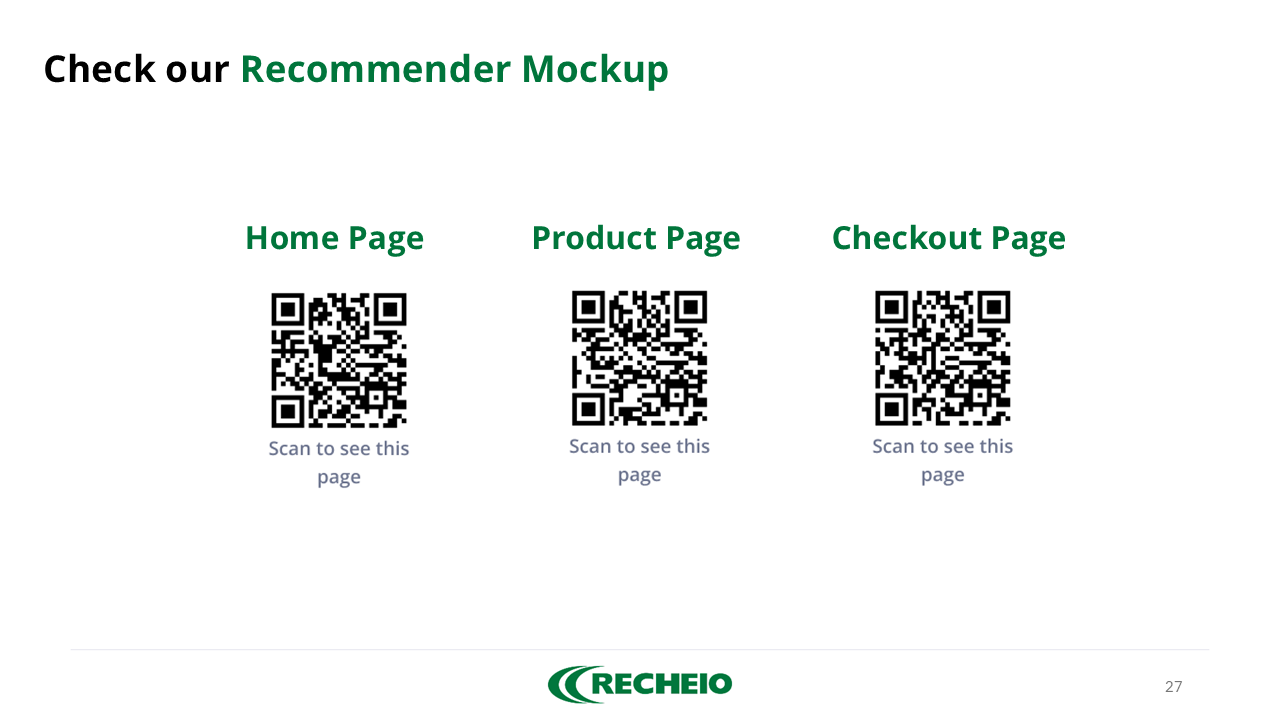 Check our Recommender Mockup
Home Page
Product Page
Checkout Page
Scan to see this
page
Scan to see this
page
Scan to see this
page
RECHEIO
27